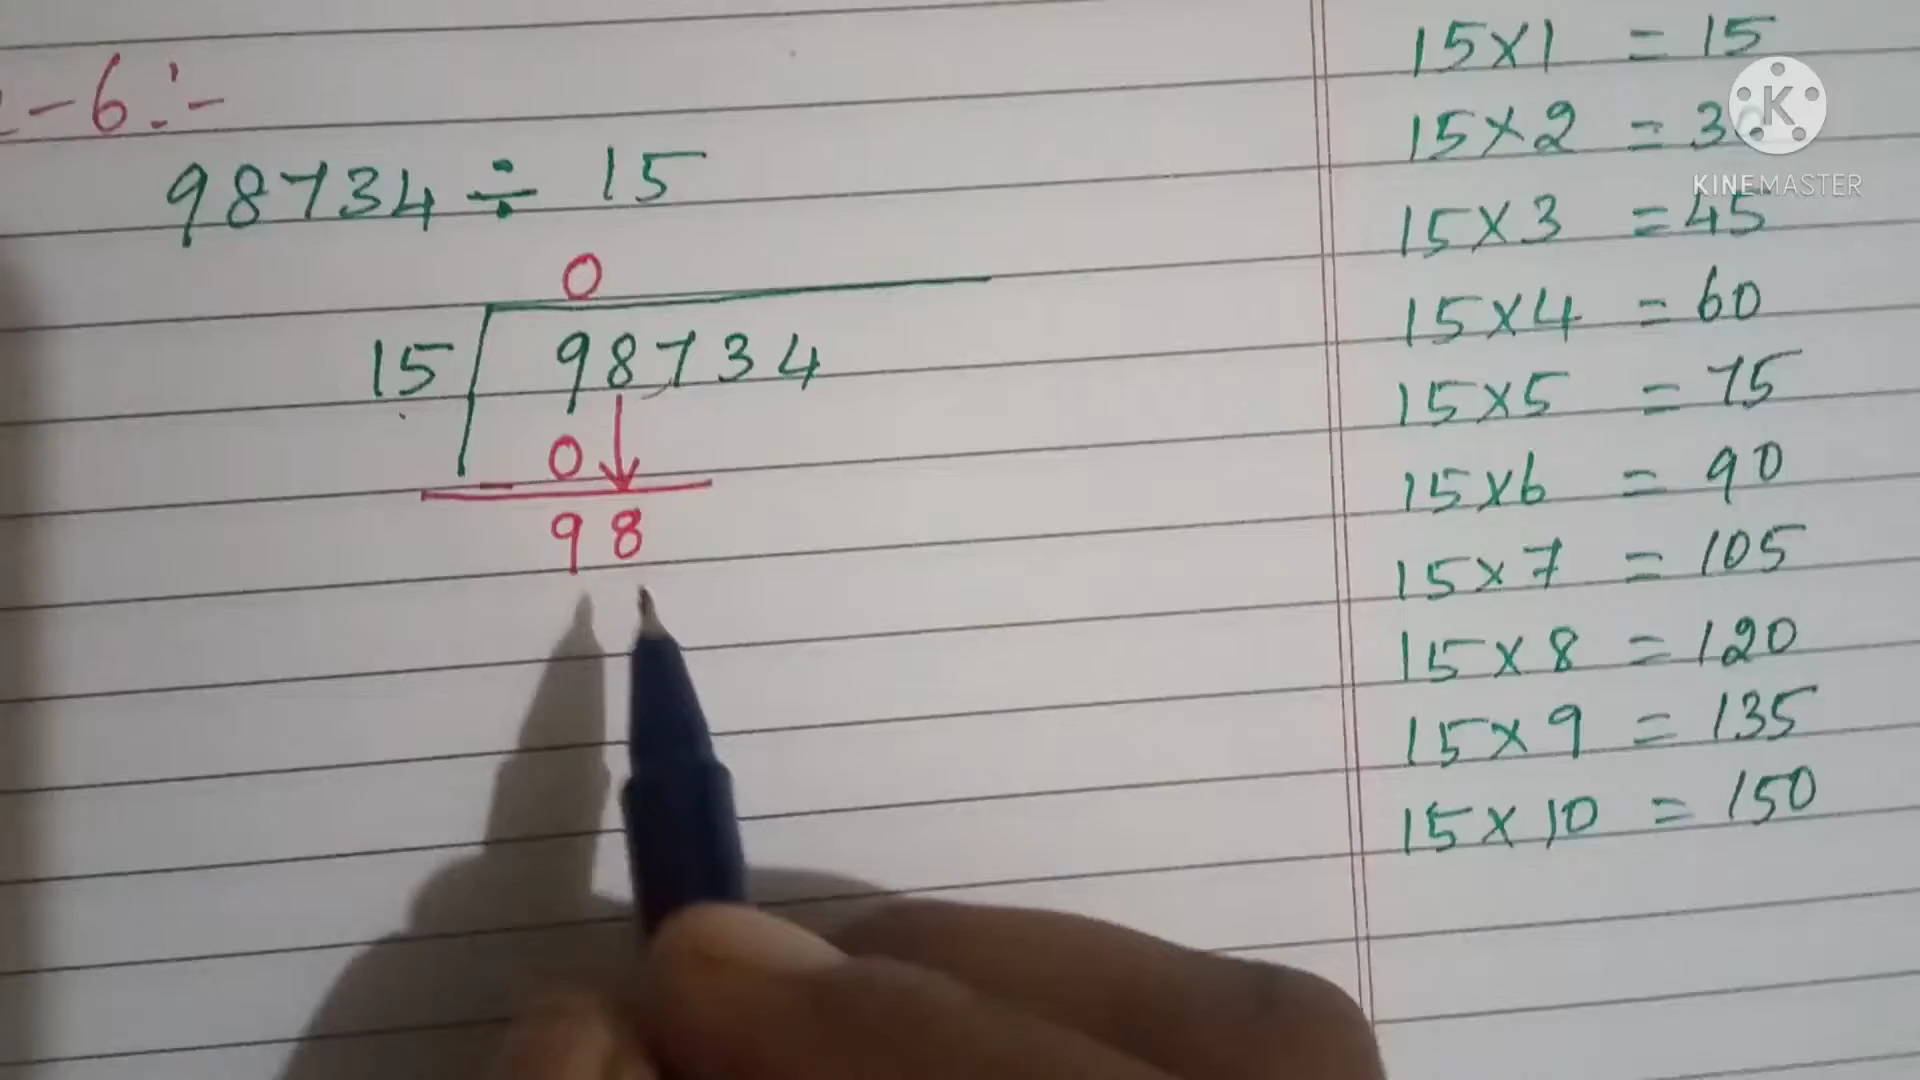 -6:-
98734 ÷ 15
0
15 98734
0
98
15×1 = 15
15×2 = 30
15×3 = 45
15×4 = 60
15×5 = 75
15×6 = 90
15×7 = 105
15×8 = 120
15×9 = 135
15×10 = 150
K
KINEMASTER